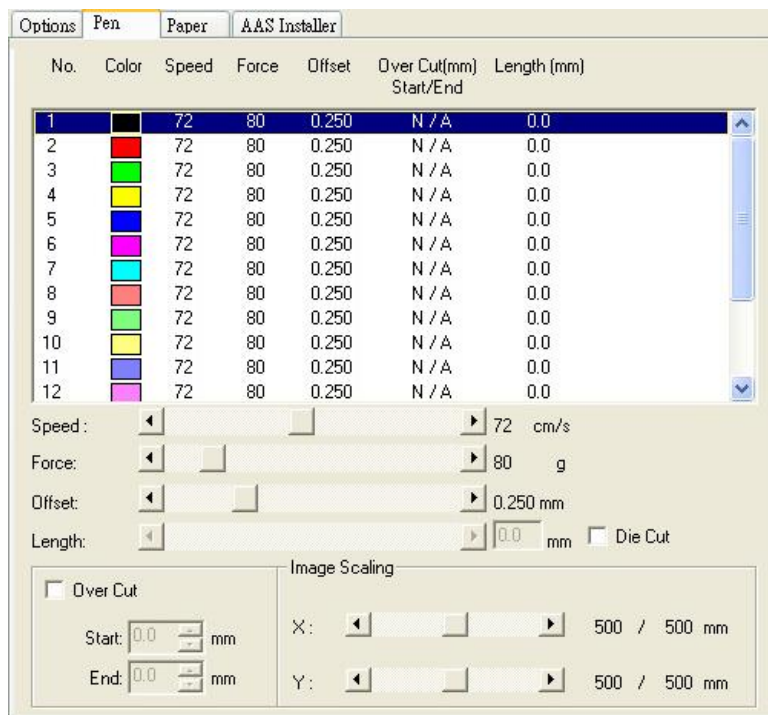 Options Pen Paper AAS Installer
No. Color Speed Force Offset Over Cut(mm) Length (mm)
Start/End
1 72 80 0.250 N / A 0.0
2 72 80 0.250 N / A 0.0
3 72 80 0.250 N / A 0.0
4 72 80 0.250 N / A 0.0
5 72 80 0.250 N / A 0.0
6 72 80 0.250 N / A 0.0
7 72 80 0.250 N / A 0.0
8 72 80 0.250 N / A 0.0
9 72 80 0.250 N / A 0.0
10 72 80 0.250 N / A 0.0
11 72 80 0.250 N / A 0.0
12 72 80 0.250 N / A 0.0
Speed : 72 cm/s
Force: 80 g
Offset: 0.250 mm
Length: 0.0 mm Die Cut
Image Scaling
Over Cut
X : 500 / 500 mm
Start: 0.0 mm
End: 0.0 mm
Y : 500 / 500 mm